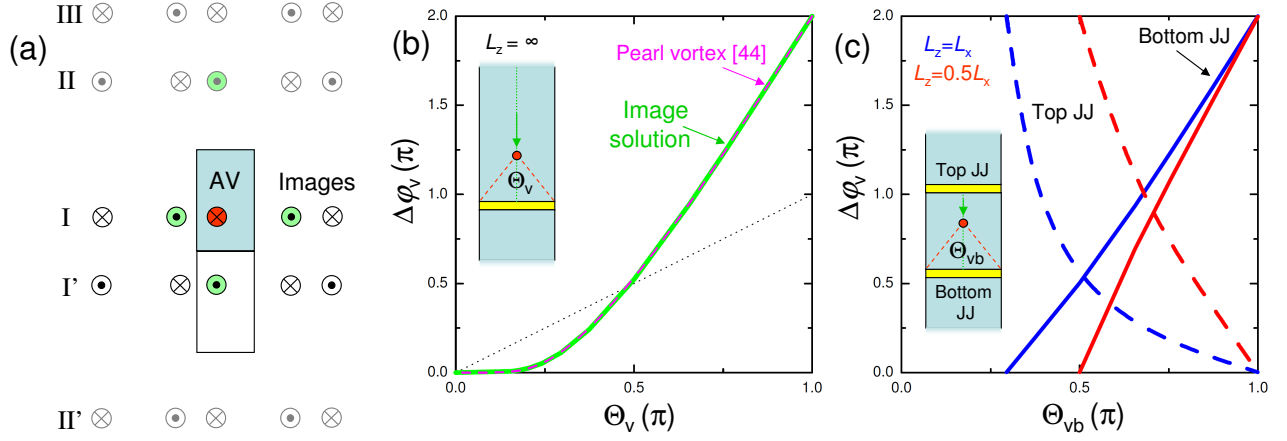 (a)
III
II
I
I'
II'
AV
Images
(b)
L_z = ∞
Pearl vortex [44]
Image
solution
Θ_v
Δφ_v (π)
2.0
1.5
1.0
0.5
0.0
0.0 0.5 1.0
Θ_v (π)
(c)
L_z=L_x
L_z=0.5L_x
Bottom JJ
Top JJ
Top JJ
Θ_vb
Bottom
JJ
Δφ_v (π)
2.0
1.5
1.0
0.5
0.0
0.0 0.5 1.0
Θ_vb (π)